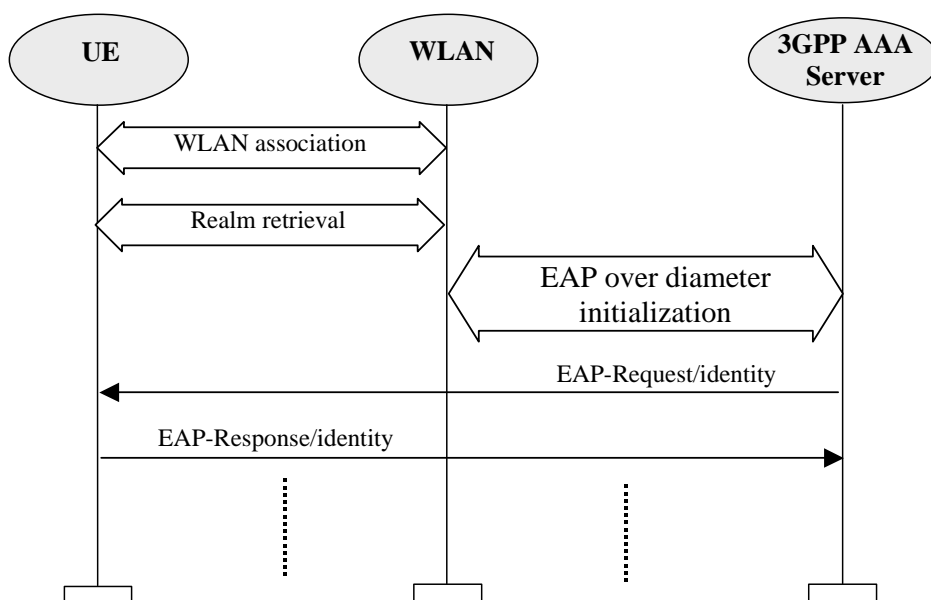 UE
WLAN
3GPP AAA
Server
WLAN association
Realm retrieval
EAP over diameter
initialization
EAP-Request/identity
EAP-Response/identity